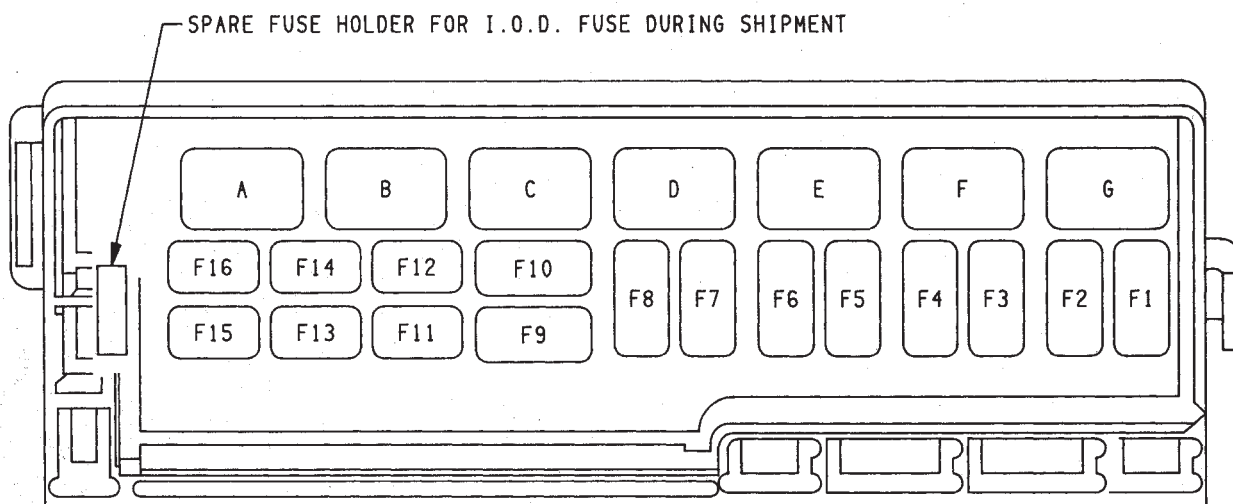 SPARE FUSE HOLDER FOR I.O.D. FUSE DURING SHIPMENT
A B C D E F G
F16 F14 F12 F10 F8 F7 F6 F5 F4 F3 F2 F1
F15 F13 F11 F9